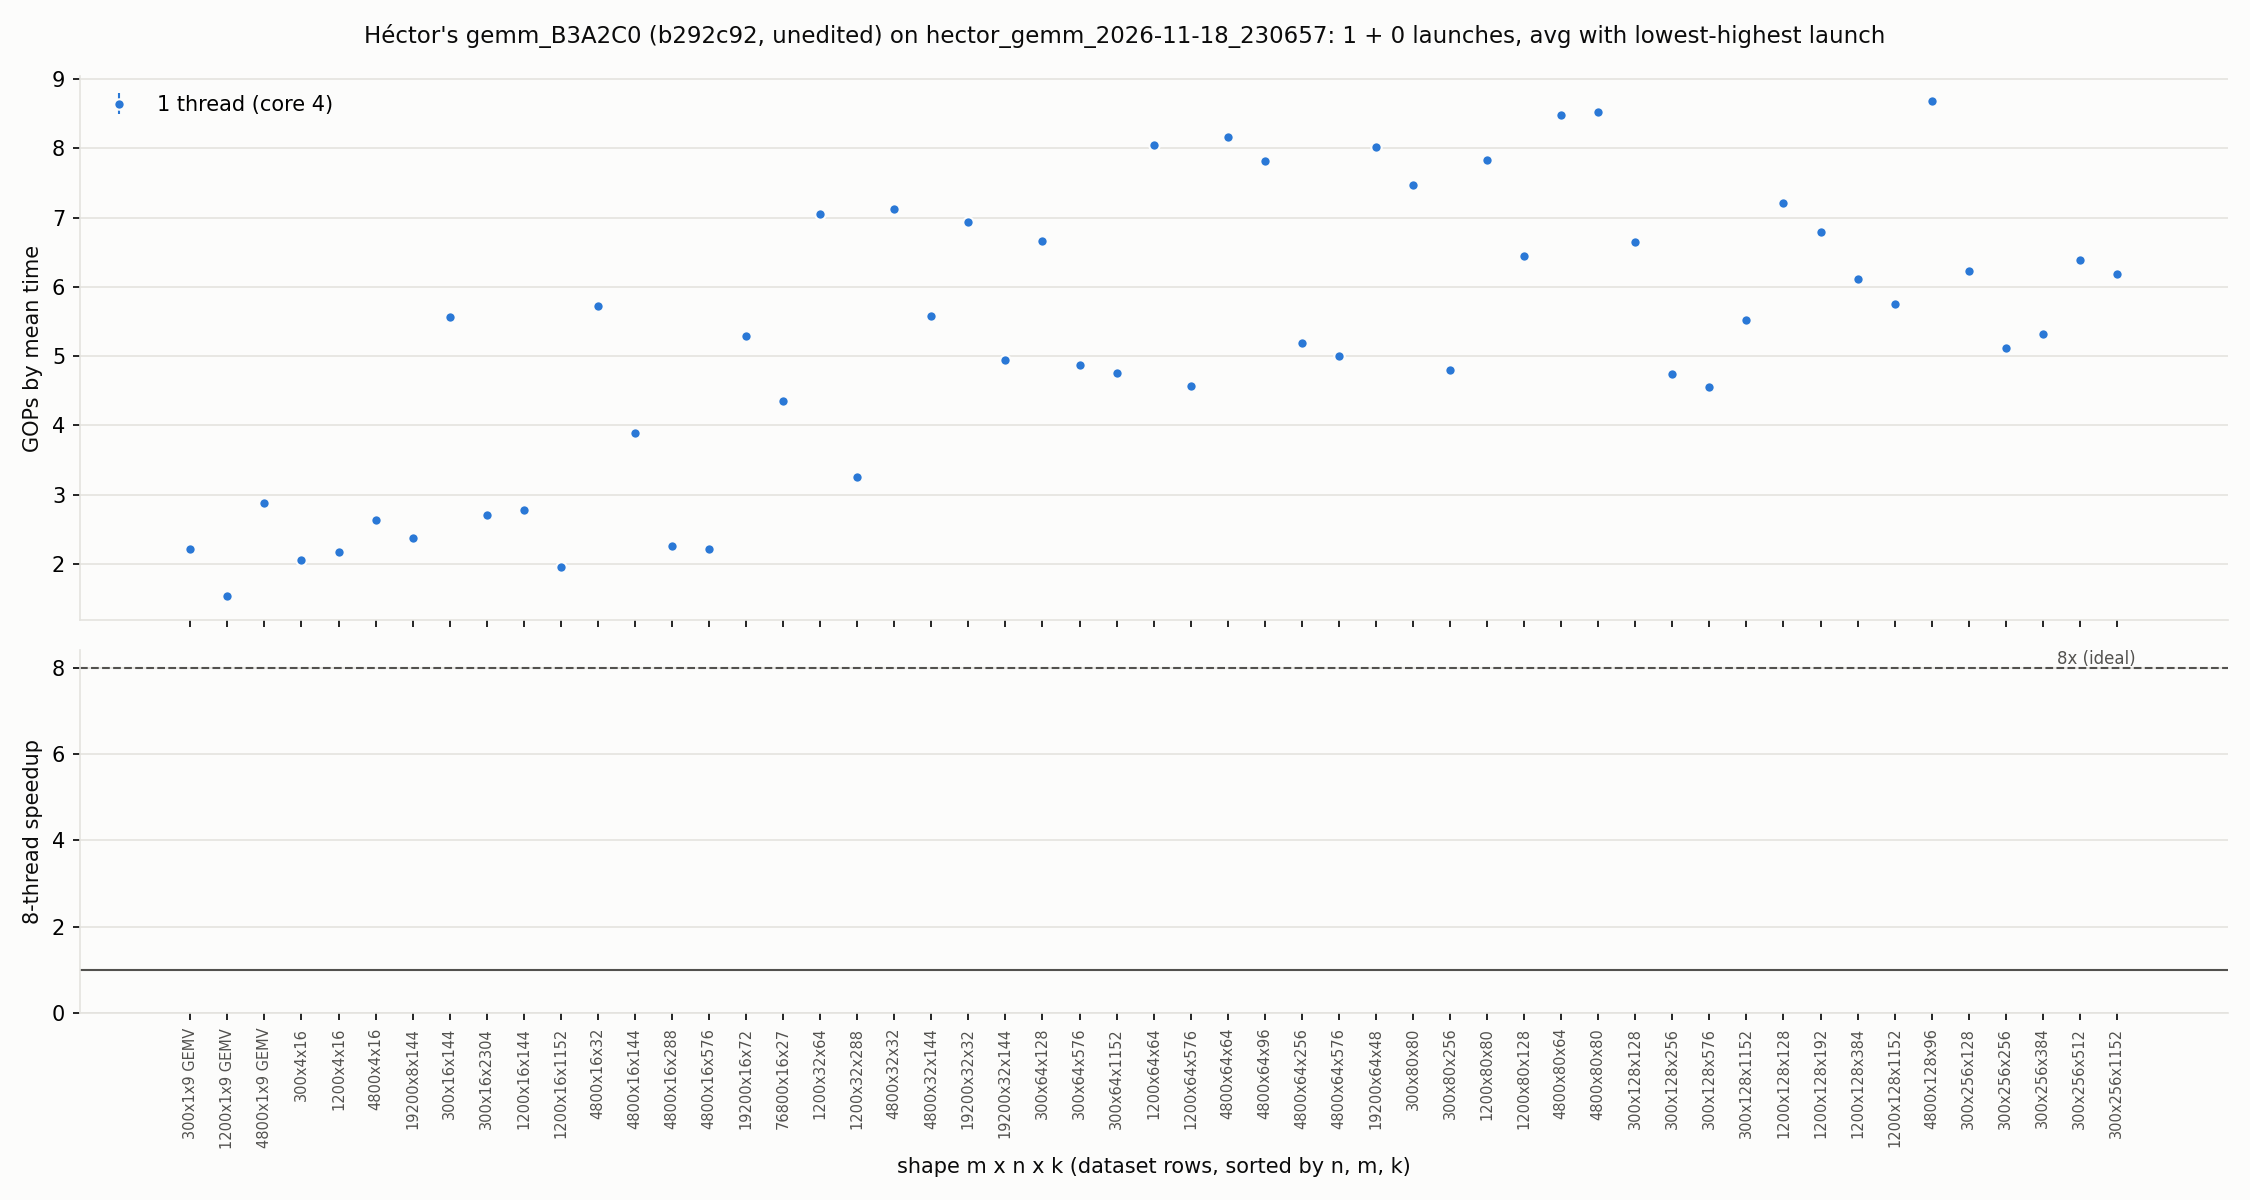 Héctor's gemm_B3A2C0 (b292c92, unedited) on hector_gemm_2026-11-18_230657: 1 + 0 launches, avg with lowest-highest launch
GOPs by mean time
9
8
7
6
5
4
3
2
1 thread (core 4)
8-thread speedup
8
6
4
2
0
8x (ideal)
300x1x9 GEMV
1200x1x9 GEMV
4800x1x9 GEMV
300x4x16
1200x4x16
4800x4x16
19200x8x144
300x16x144
300x16x2304
1200x16x144
1200x16x1152
4800x16x32
4800x16x144
4800x16x288
4800x16x576
19200x16x72
76800x16x27
1200x32x64
1200x32x288
4800x32x32
4800x32x144
19200x32x32
19200x32x144
300x64x128
300x64x576
300x64x1152
1200x64x64
1200x64x576
4800x64x64
4800x64x96
4800x64x256
4800x64x576
19200x64x48
300x80x80
300x80x256
1200x80x80
1200x80x128
4800x80x64
4800x80x80
300x128x128
300x128x256
300x128x576
300x128x1152
1200x128x128
1200x128x192
1200x128x384
1200x128x1152
4800x128x96
300x256x128
300x256x256
300x256x384
300x256x512
300x256x1152
shape m x n x k (dataset rows, sorted by n, m, k)